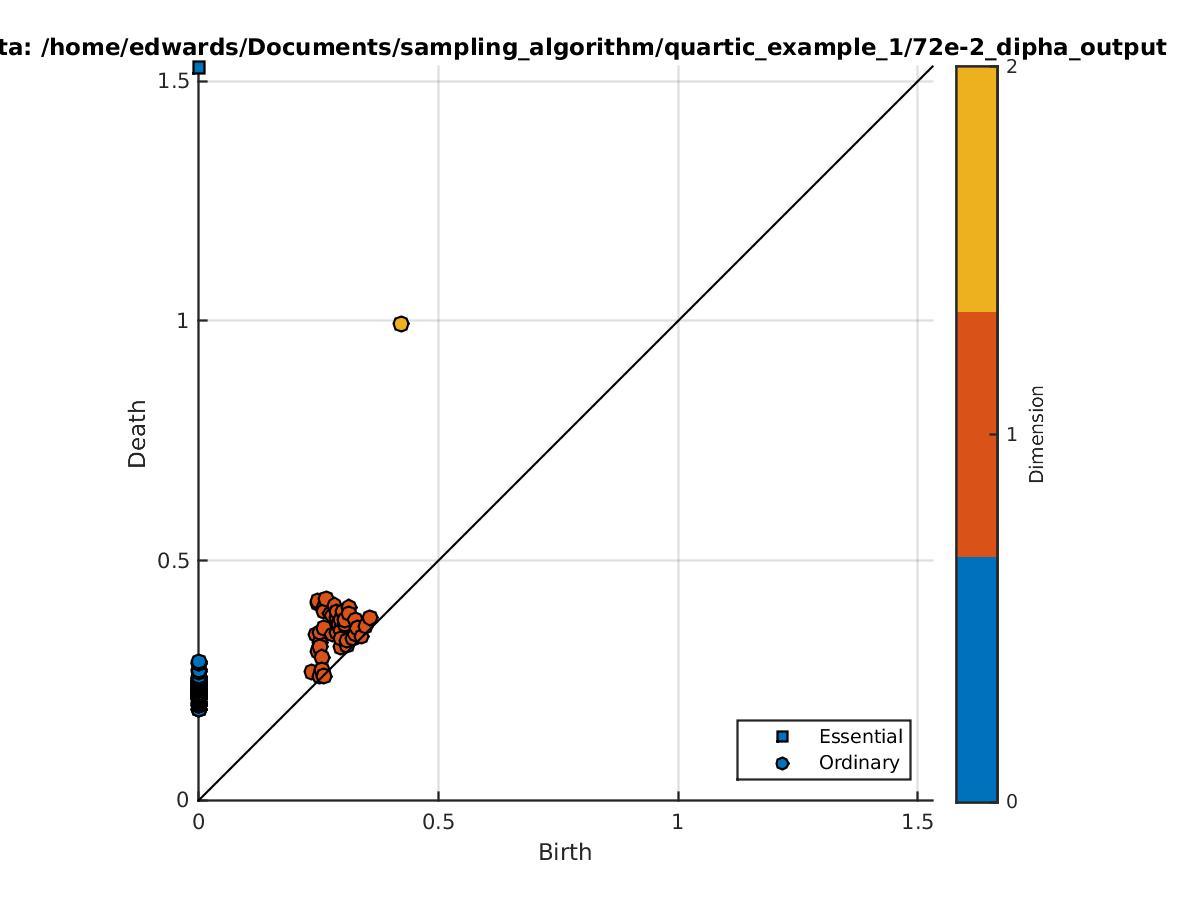 ta: /home/edwards/Documents/sampling_algorithm/quartic_example_1/72e-2_dipha_output
1.5
1
0.5
0
Death
0
0.5
1
1.5
Birth
Essential
Ordinary
2
1
0
Dimension